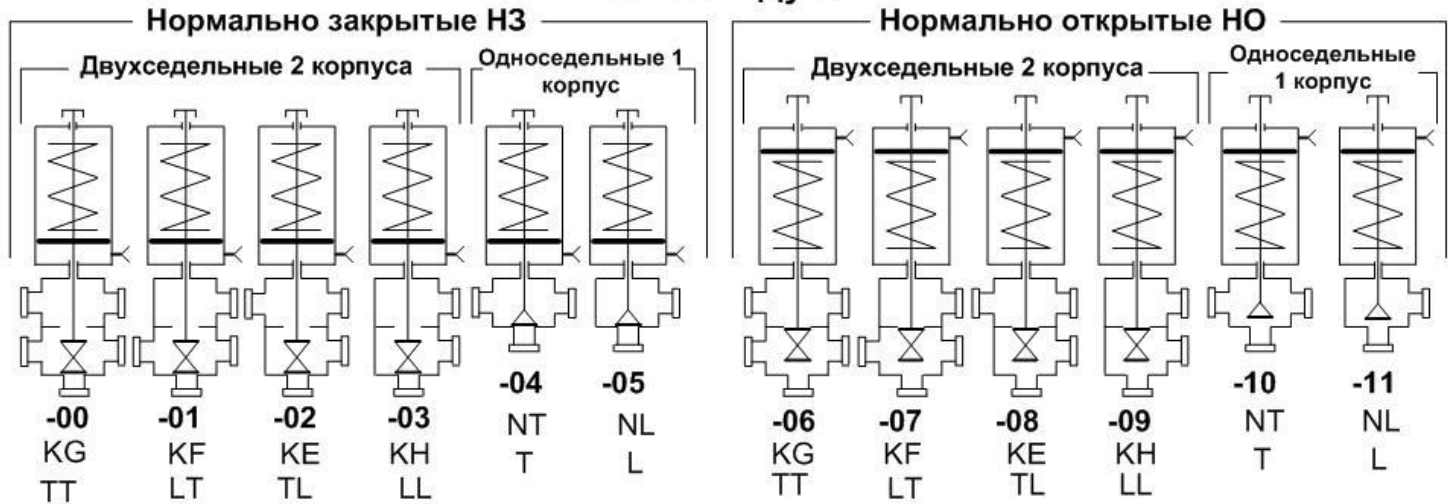 Нормально закрытые НЗ
Нормально открытые НО
Двухседельные 2 корпуса
Односедельные 1
корпус
Двухседельные 2 корпуса
Односедельные
1 корпус
-00 -01 -02 -03 -04 -05 -06 -07 -08 -09 -10 -11
KG KF KE KH NT NL KG KF KE KH NT NL
TT LT TL LL T L TT LT TL LL T L